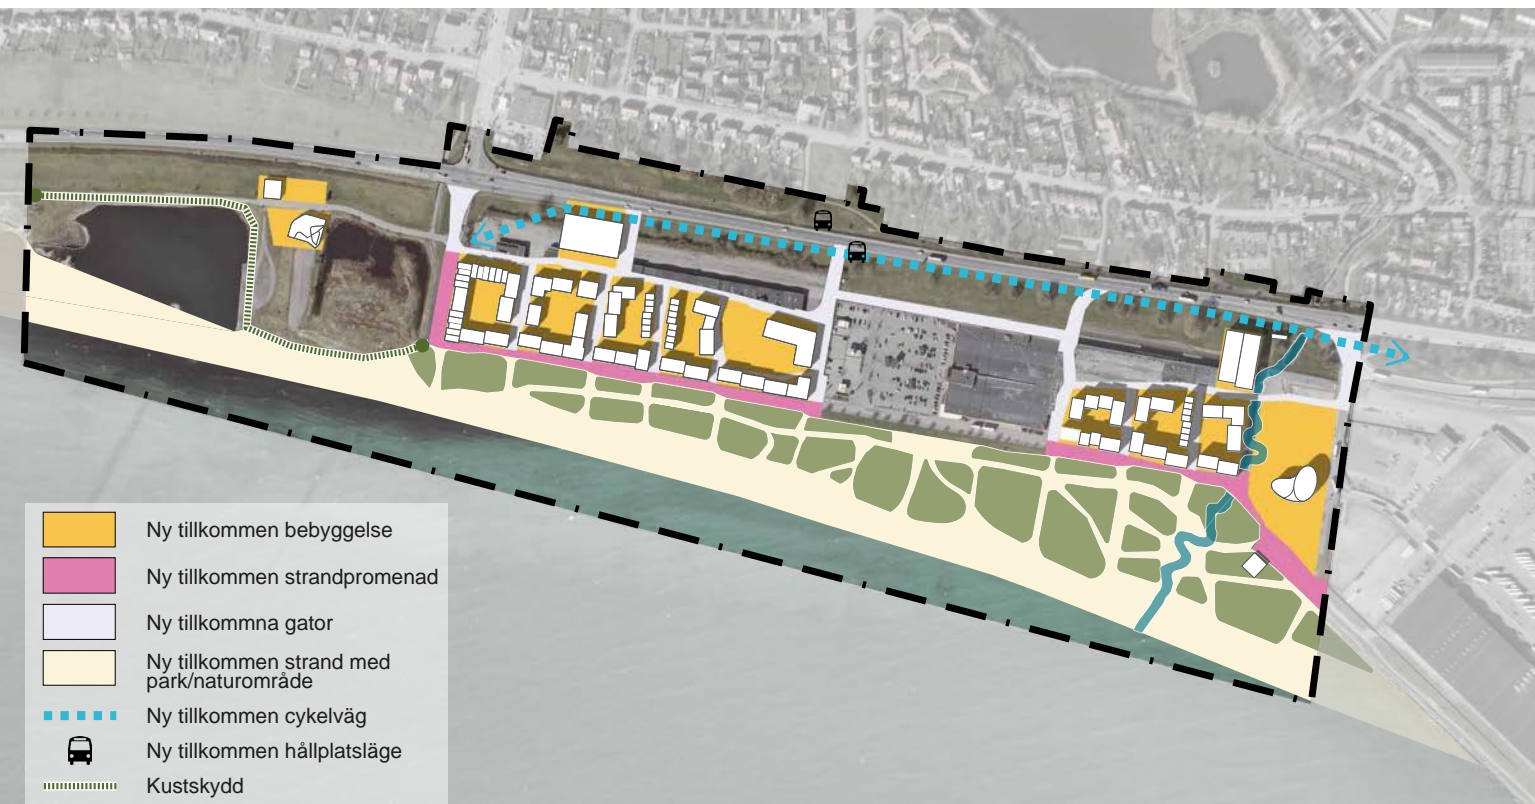 Ny tillkommen bebyggelse
Ny tillkommen strandpromenad
Ny tillkommna gator
Ny tillkommen strand med
park/naturområde
Ny tillkommen cykelväg
Ny tillkommen hållplatsläge
Kustskydd